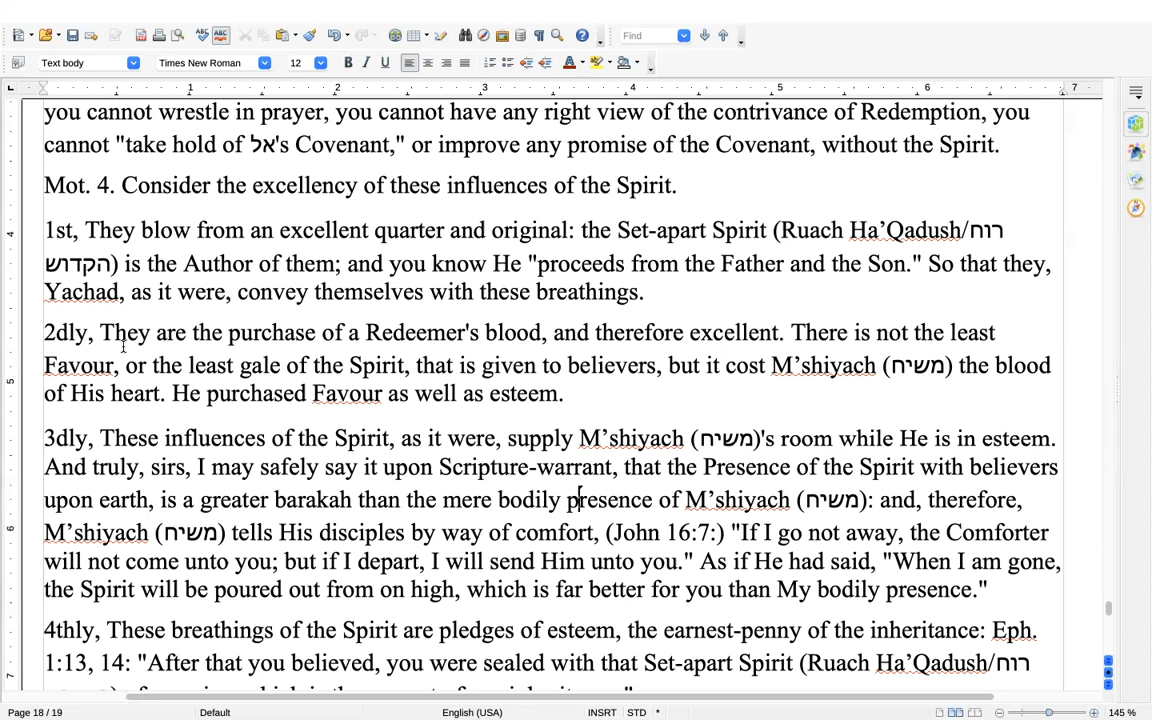 Find
Text body
Times New Roman
12
B I U
1 2 3 4 5 6 7
you cannot wrestle in prayer, you cannot have any right view of the contrivance of Redemption, you
cannot "take hold of אל's Covenant," or improve any promise of the Covenant, without the Spirit.
Mot. 4. Consider the excellency of these influences of the Spirit.
1st, They blow from an excellent quarter and original: the Set-apart Spirit (Ruach Ha’Qadush/רוח
הקדוש) is the Author of them; and you know He "proceeds from the Father and the Son." So that they,
Yachad, as it were, convey themselves with these breathings.
2dly, They are the purchase of a Redeemer's blood, and therefore excellent. There is not the least
Favour, or the least gale of the Spirit, that is given to believers, but it cost M’shiyach (משיח) the blood
of His heart. He purchased Favour as well as esteem.
3dly, These influences of the Spirit, as it were, supply M’shiyach (משיח)'s room while He is in esteem.
And truly, sirs, I may safely say it upon Scripture-warrant, that the Presence of the Spirit with believers
upon earth, is a greater barakah than the mere bodily presence of M’shiyach (משיח): and, therefore,
M’shiyach (משיח) tells His disciples by way of comfort, (John 16:7:) "If I go not away, the Comforter
will not come unto you; but if I depart, I will send Him unto you." As if He had said, "When I am gone,
the Spirit will be poured out from on high, which is far better for you than My bodily presence."
4thly, These breathings of the Spirit are pledges of esteem, the earnest-penny of the inheritance: Eph.
1:13, 14: "After that you believed, you were sealed with that Set-apart Spirit (Ruach Ha’Qadush/רוח
4
5
6
7
Page 18 / 19
Default
English (USA)
INSRT
STD
*
145 %